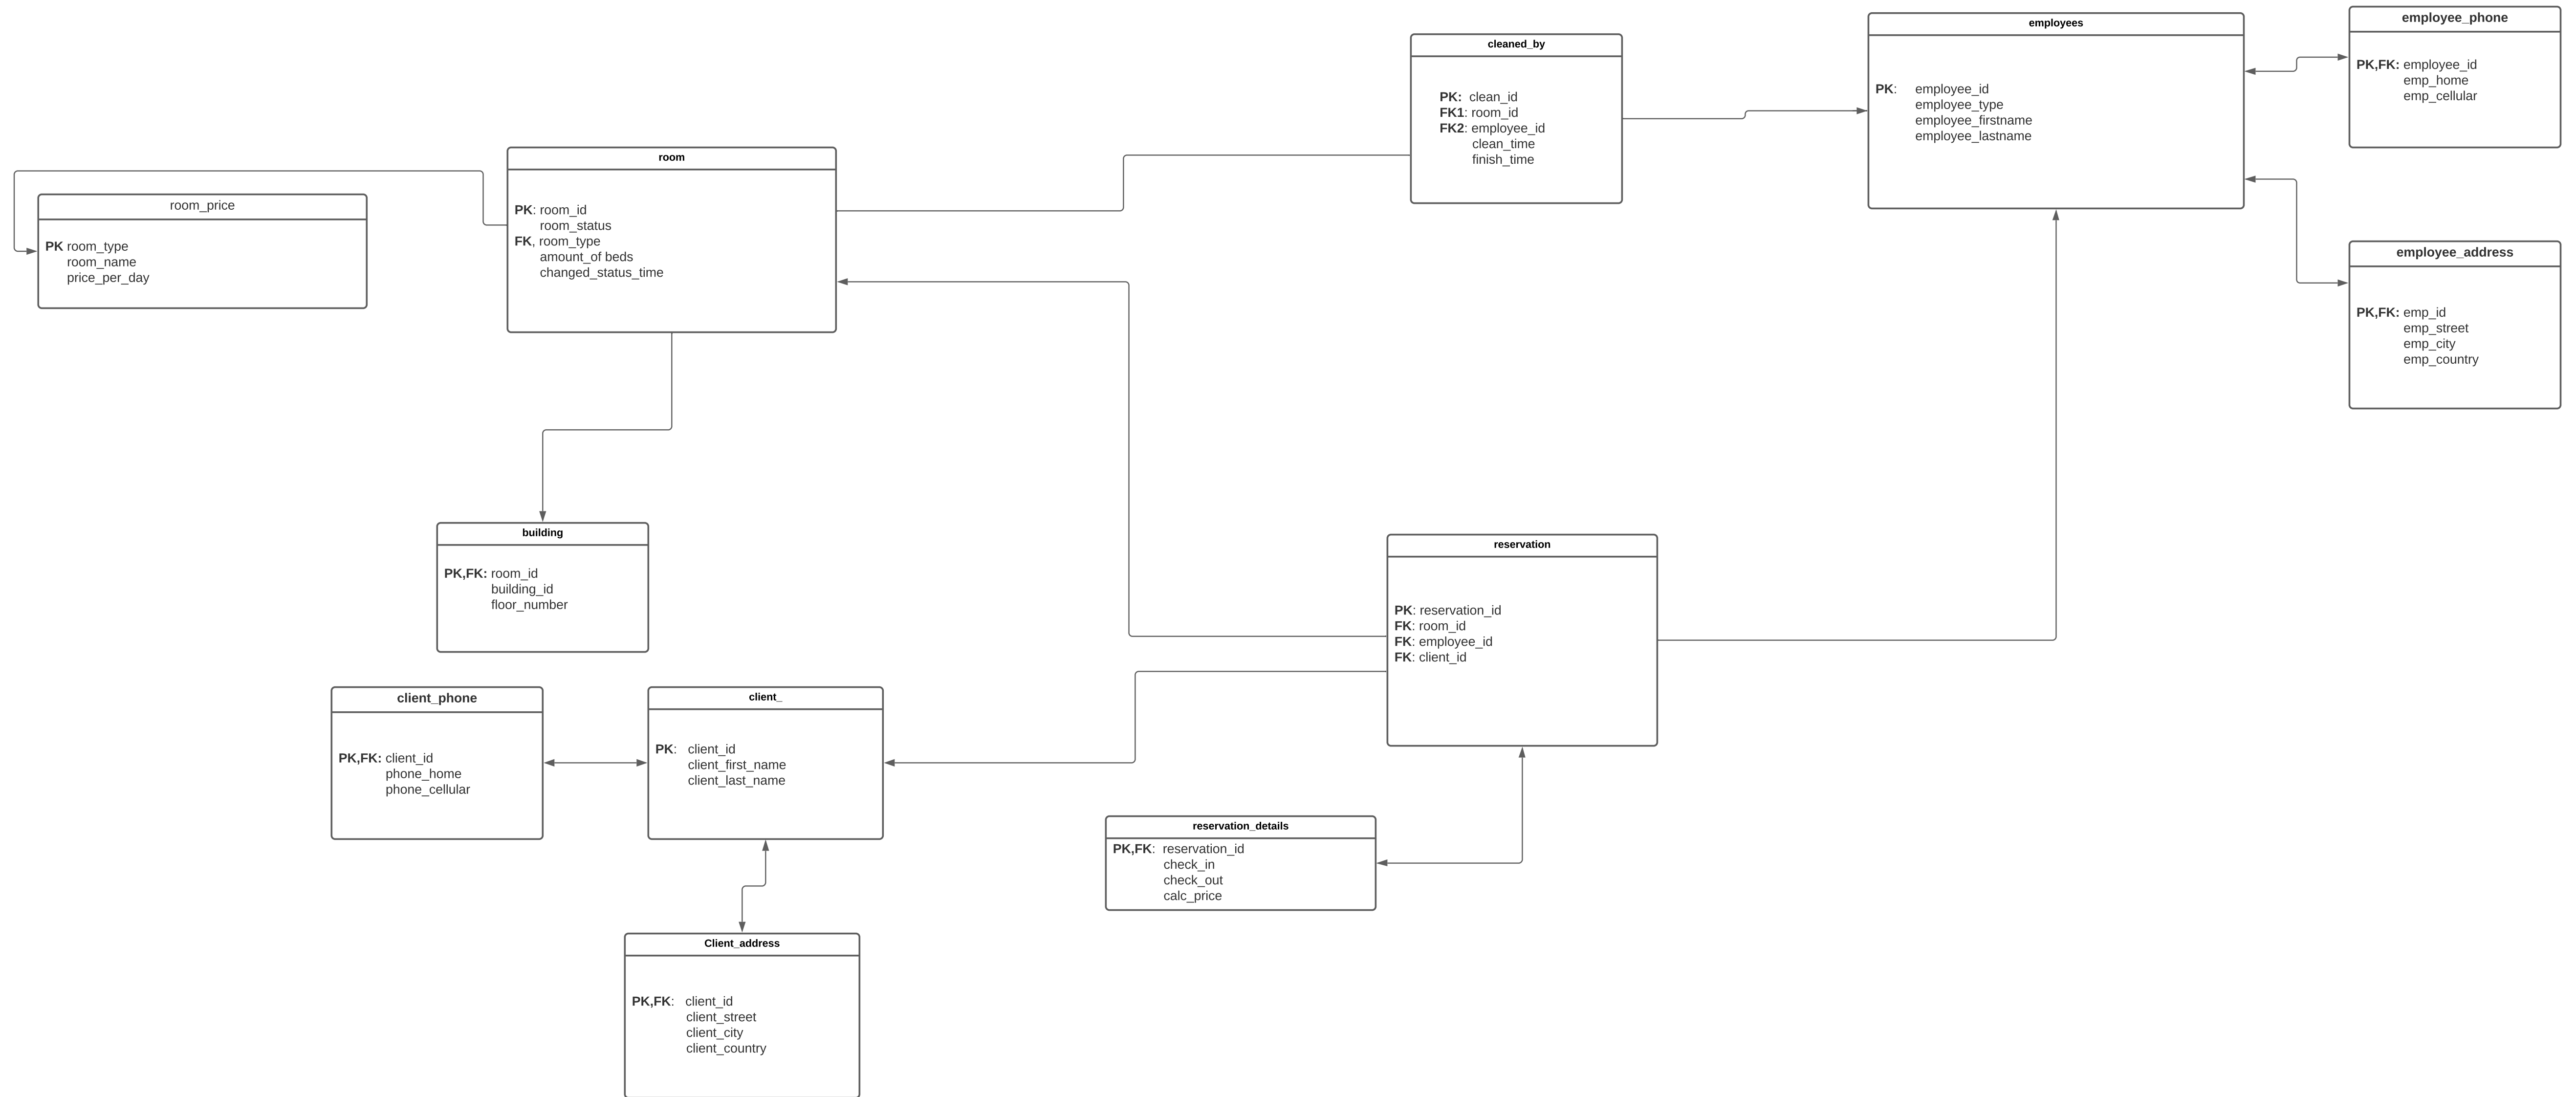 employee_phone
PK,FK: employee_id
emp_home
emp_cellular
employees
PK: employee_id
employee_type
employee_firstname
employee_lastname
cleaned_by
PK: clean_id
FK1: room_id
FK2: employee_id
clean_time
finish_time
room
PK: room_id
room_status
FK, room_type
amount_of beds
changed_status_time
room_price
PK room_type
room_name
price_per_day
employee_address
PK,FK: emp_id
emp_street
emp_city
emp_country
building
PK,FK: room_id
building_id
floor_number
reservation
PK: reservation_id
FK: room_id
FK: employee_id
FK: client_id
client_phone
PK,FK: client_id
phone_home
phone_cellular
client_
PK: client_id
client_first_name
client_last_name
reservation_details
PK,FK: reservation_id
check_in
check_out
calc_price
Client_address
PK,FK: client_id
client_street
client_city
client_country